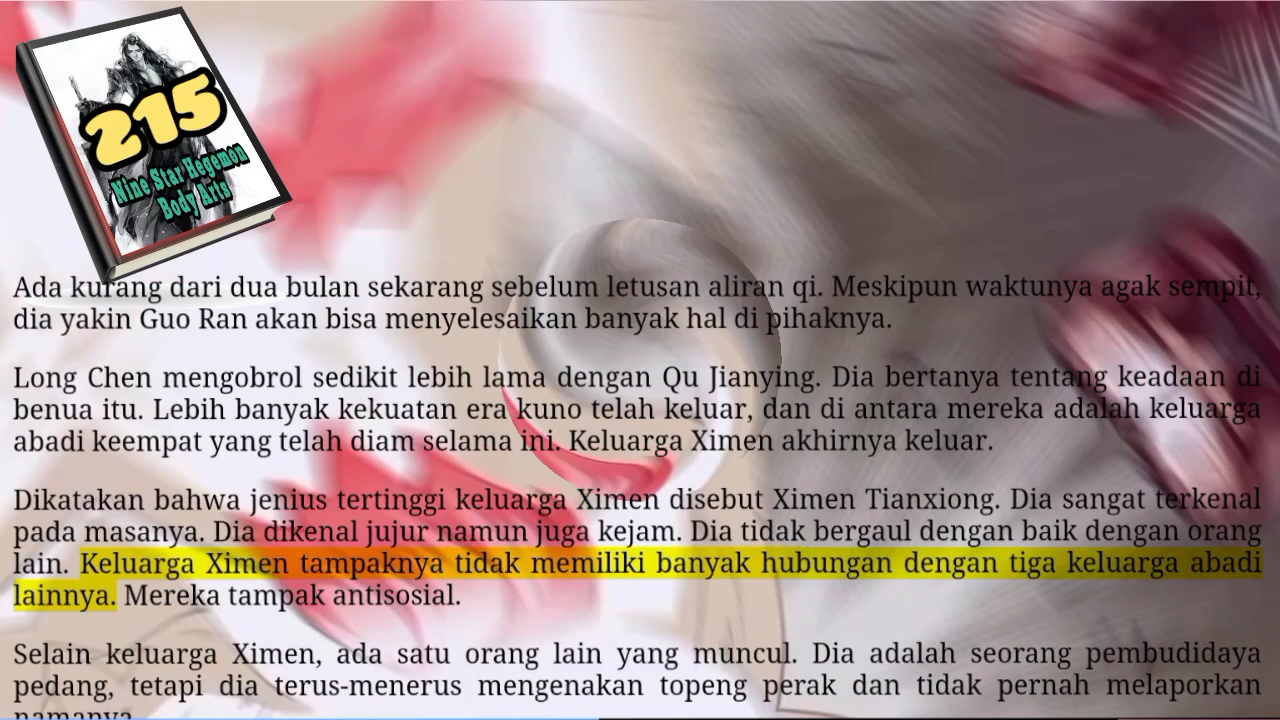 215
Nine Star Hegemon
Body Arts
Ada kurang dari dua bulan sekarang sebelum letusan aliran qi. Meskipun waktunya agak sempit,
dia yakin Guo Ran akan bisa menyelesaikan banyak hal di pihaknya.
Long Chen mengobrol sedikit lebih lama dengan Qu Jianying. Dia bertanya tentang keadaan di
benua itu. Lebih banyak kekuatan era kuno telah keluar, dan di antara mereka adalah keluarga
abadi keempat yang telah diam selama ini. Keluarga Ximen akhirnya keluar.
Dikatakan bahwa jenius tertinggi keluarga Ximen disebut Ximen Tianxiong. Dia sangat terkenal
pada masanya. Dia dikenal jujur namun juga kejam. Dia tidak bergaul dengan baik dengan orang
lain. Keluarga Ximen tampaknya tidak memiliki banyak hubungan dengan tiga keluarga abadi
lainnya. Mereka tampak antisosial.
Selain keluarga Ximen, ada satu orang lain yang muncul. Dia adalah seorang pembudidaya
pedang, tetapi dia terus-menerus mengenakan topeng perak dan tidak pernah melaporkan
namanya